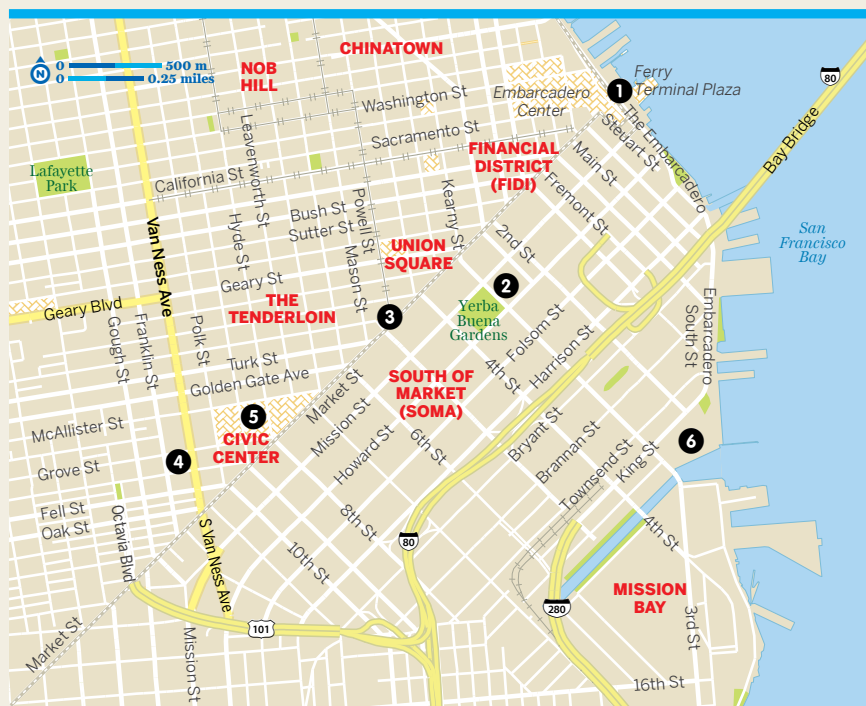 CHINATOWN
N
0 500 m
0 0.25 miles
NOB
HILL
80
1
Ferry
Terminal Plaza
Embarcadero
Center
Washington St
Sacramento St
The Embarcadero
Steuart St
Bay Bridge
FINANCIAL
DISTRICT
(FIDI)
Main St
Fremont St
Lafayette
Park
California St
Leavenworth St
Powell St
Kearny St
Bush St
Sutter St
Hyde St
Mason St
UNION
SQUARE
2nd St
San
Francisco
Bay
Van Ness Ave
Geary St
Geary Blvd
THE
TENDERLOIN
3
2
Yerba
Buena
Gardens
Folsom St
Harrison St
Embarcadero
South St
Gough St
Franklin St
Polk St
Turk St
Golden Gate Ave
Market St
SOUTH OF
MARKET
(SOMA)
4th St
McAllister St
5
CIVIC
CENTER
Mission St
Howard St
6th St
Bryant St
Brannan St
Townsend St
King St
6
Grove St
4
Fell St
Oak St
Octavia Blvd
S Van Ness Ave
8th St
10th St
80
4th St
MISSION
BAY
280
101
3rd St
Market St
Mission St
16th St